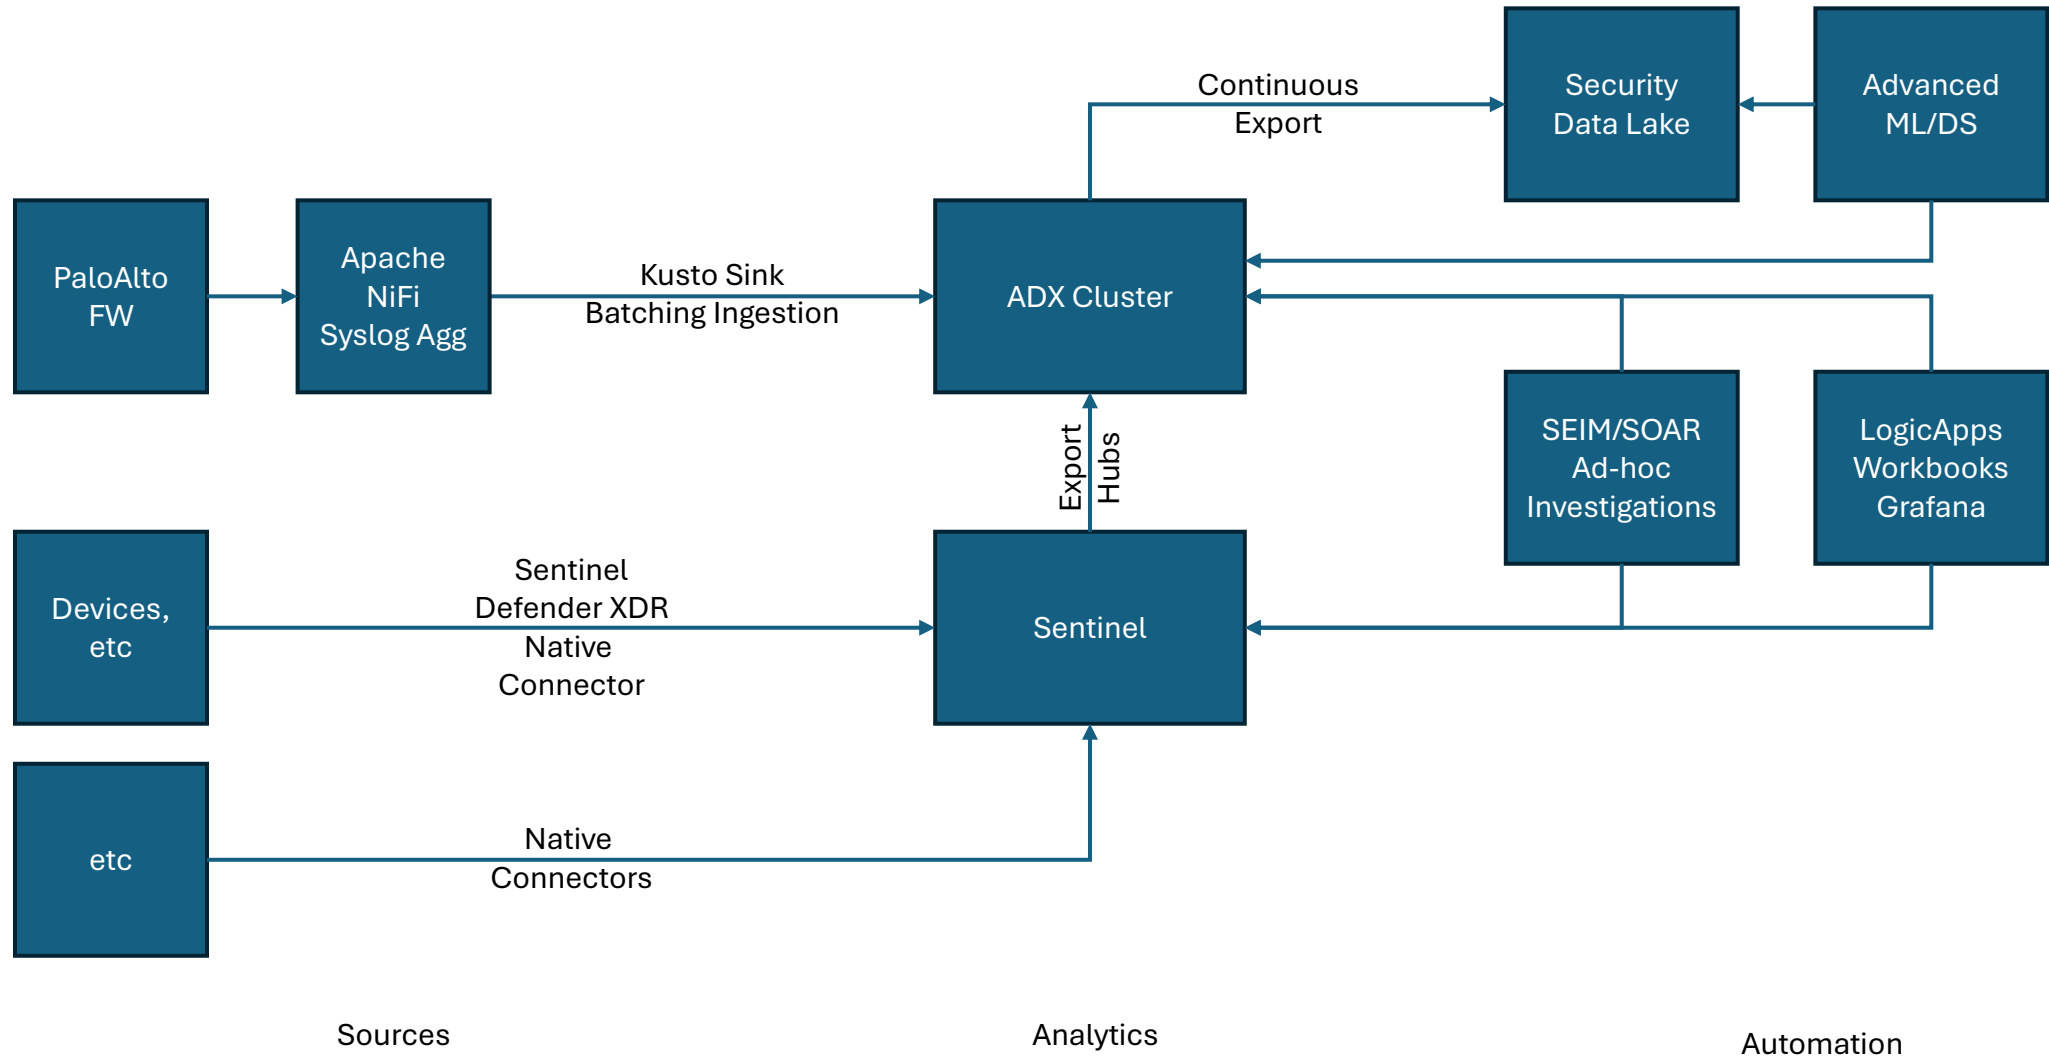 Continuous
Export
Security
Data Lake
Advanced
ML/DS
PaloAlto
FW
Apache
NiFi
Syslog Agg
Kusto Sink
Batching Ingestion
ADX Cluster
Export
Hubs
SEIM/SOAR
Ad-hoc
Investigations
LogicApps
Workbooks
Grafana
Devices,
etc
Sentinel
Defender XDR
Native
Connector
Sentinel
etc
Native
Connectors
Sources
Analytics
Automation